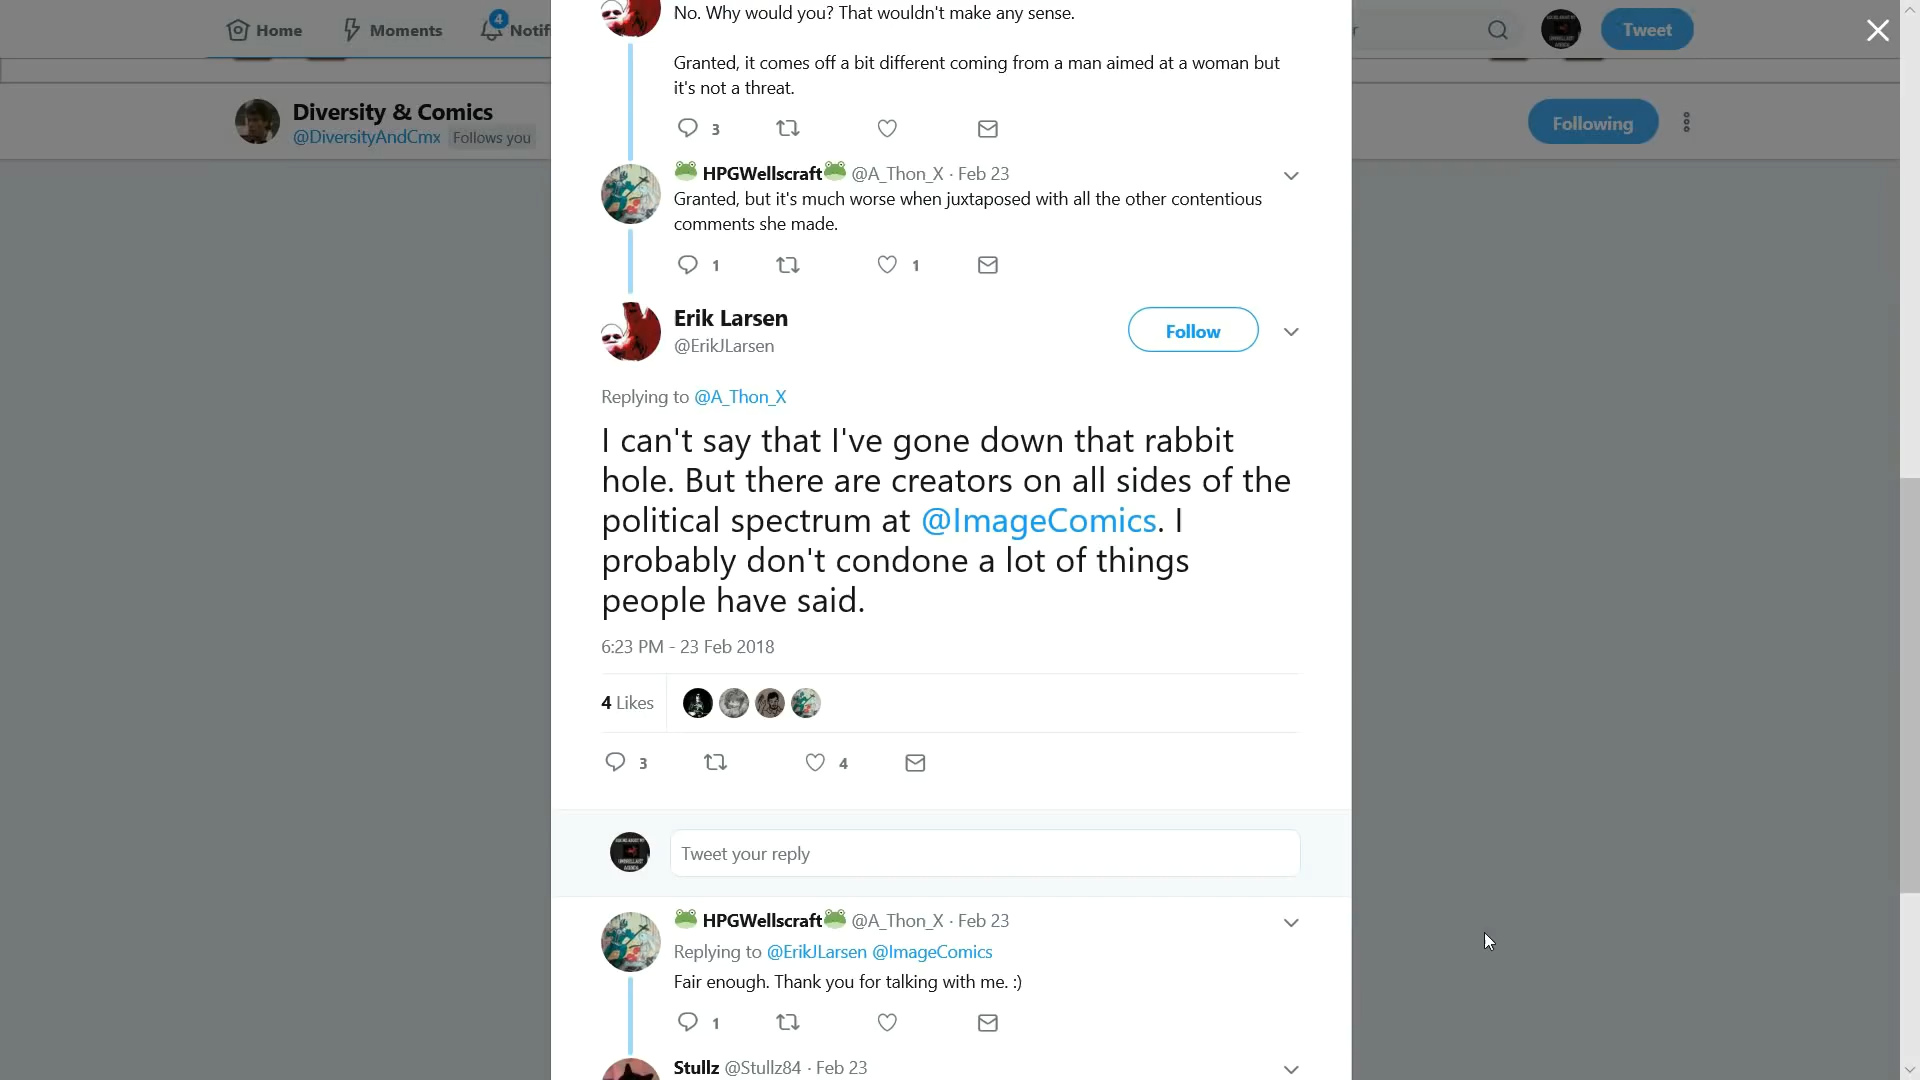 No. Why would you? That wouldn't make any sense.
Home
Moments
4
Notif
r
Tweet
Granted, it comes off a bit different coming from a man aimed at a woman but
it's not a threat.
Diversity & Comics
@DiversityAndCmx Follows you
Following
3
HPGWellscraft @A_Thon_X · Feb 23
Granted, but it's much worse when juxtaposed with all the other contentious
comments she made.
1
1
Erik Larsen
@ErikJLarsen
Follow
Replying to @A_Thon_X
I can't say that I've gone down that rabbit
hole. But there are creators on all sides of the
political spectrum at @ImageComics. I
probably don't condone a lot of things
people have said.
6:23 PM - 23 Feb 2018
4 Likes
3
4
Tweet your reply
HPGWellscraft @A_Thon_X · Feb 23
Replying to @ErikJLarsen @ImageComics
Fair enough. Thank you for talking with me. :)
1
Stullz @Stullz84 · Feb 23